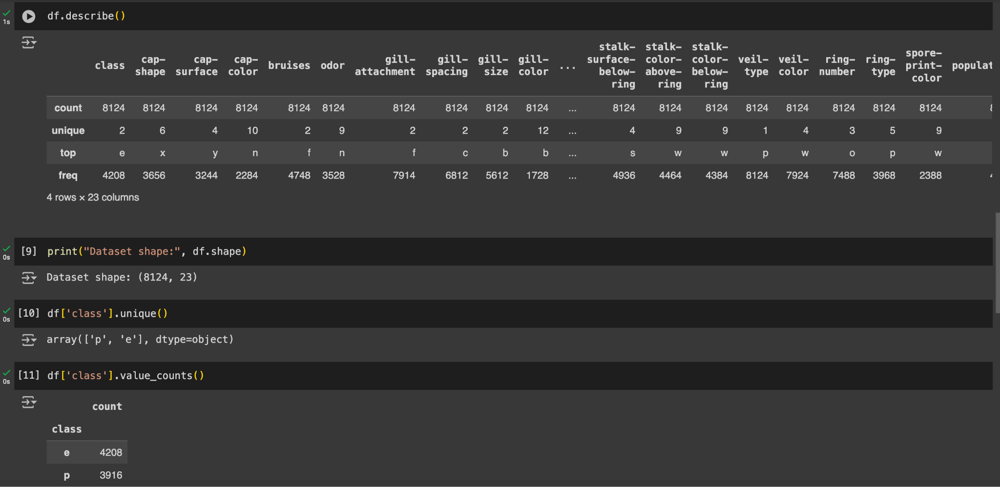 1s
df.describe()
class cap-shape cap-surface cap-color bruises odor gill-attachment gill-spacing gill-size gill-color ... stalk-surface-below-ring stalk-color-above-ring stalk-color-below-ring veil-type veil-color ring-number ring-type spore-print-color populat
count 8124 8124 8124 8124 8124 8124 8124 8124 8124 8124 ... 8124 8124 8124 8124 8124 8124 8124 8124
unique 2 6 4 10 2 9 2 2 2 12 ... 4 9 9 1 4 3 5 9
top e x y n f n f c b b ... s w w p w o p w
freq 4208 3656 3244 2284 4748 3528 7914 6812 5612 1728 ... 4936 4464 4384 8124 7924 7488 3968 2388
4 rows × 23 columns
0s
[9] print("Dataset shape:", df.shape)
Dataset shape: (8124, 23)
0s
[10] df['class'].unique()
array(['p', 'e'], dtype=object)
0s
[11] df['class'].value_counts()
count
class
e 4208
p 3916